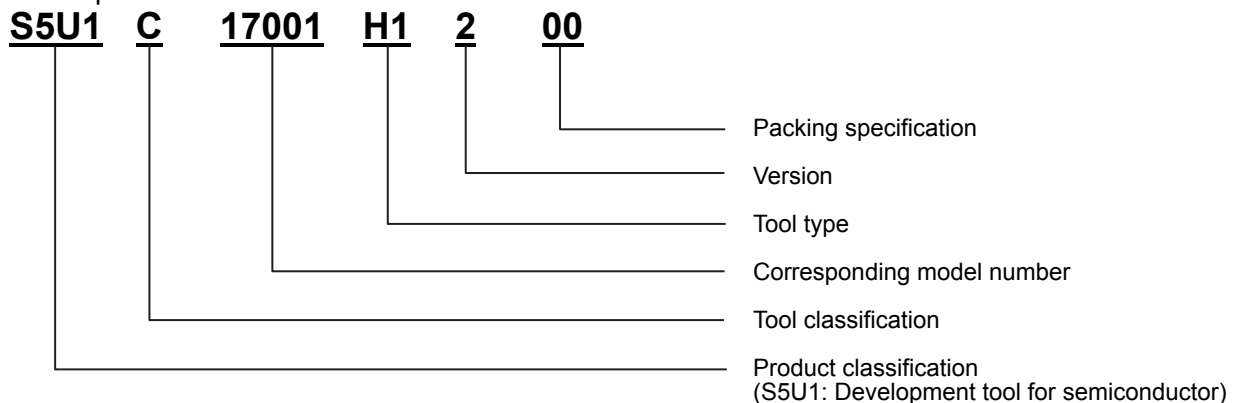 S5U1 C 17001 H1 2 00
Packing specification
Version
Tool type
Corresponding model number
Tool classification
Product classification
(S5U1: Development tool for semiconductor)